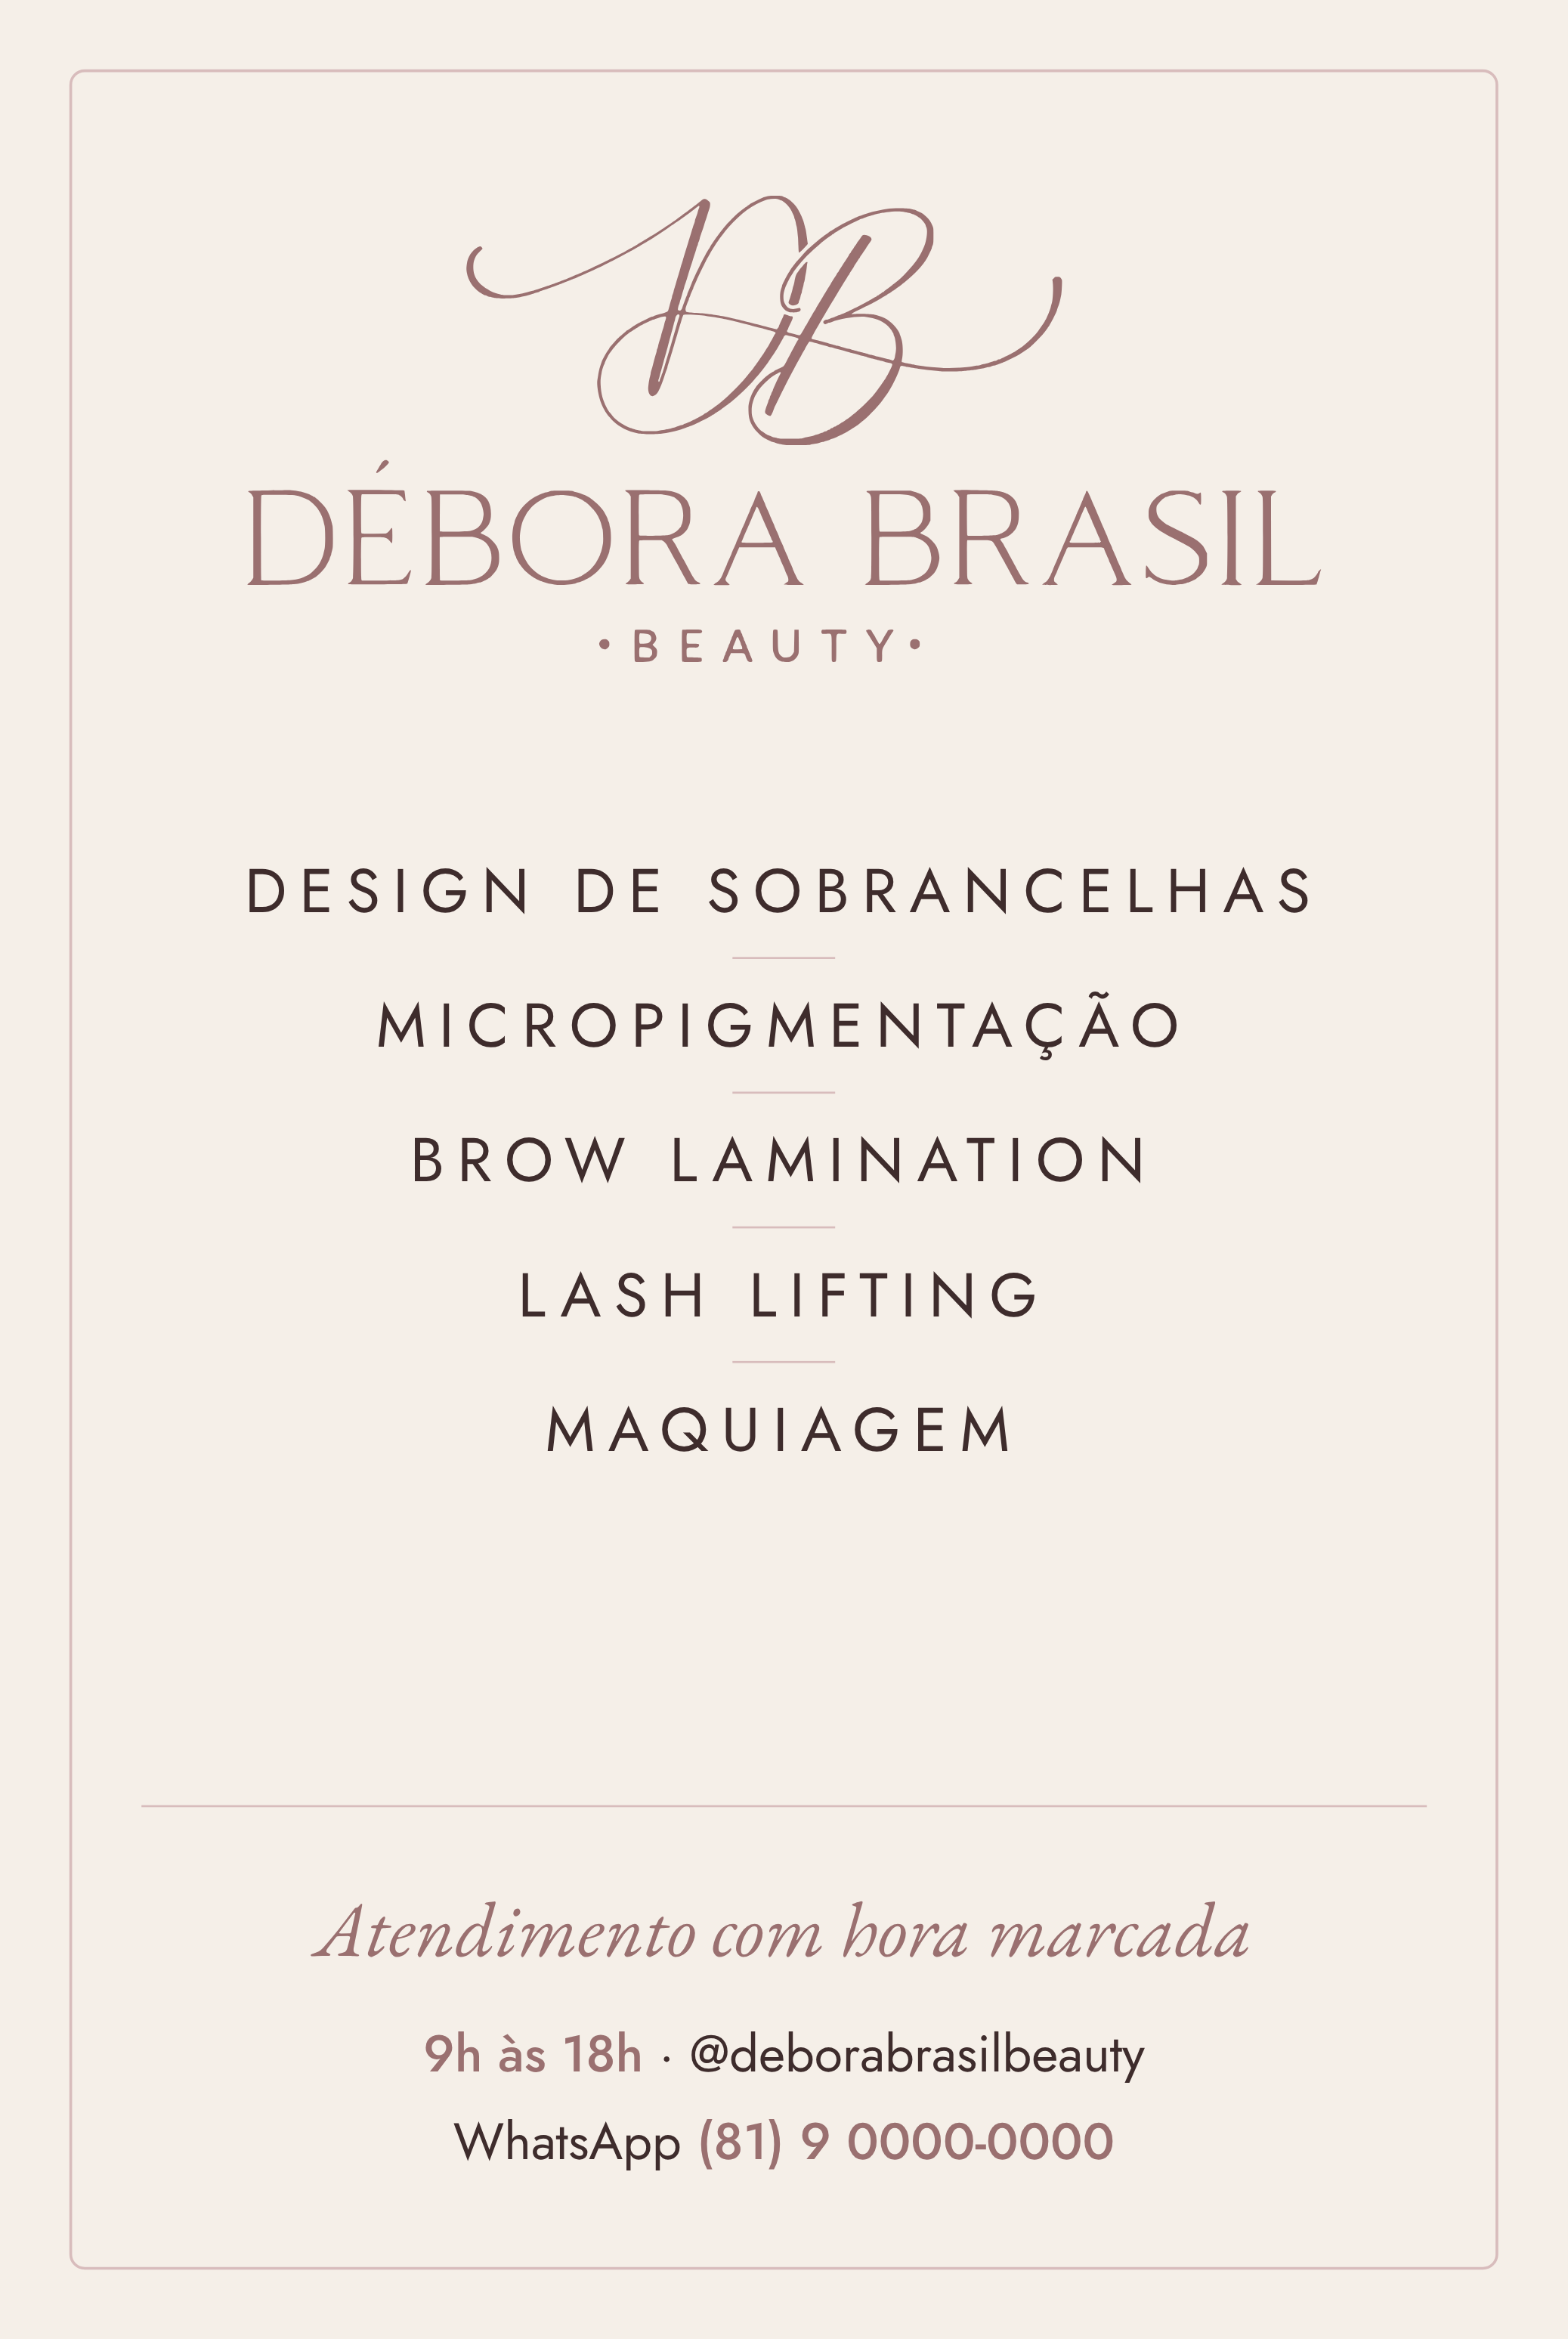 DB
DÉBORA BRASIL
•BEAUTY•
DESIGN DE SOBRANCELHAS
MICROPIGMENTAÇÃO
BROW LAMINATION
LASH LIFTING
MAQUIAGEM
Atendimento com hora marcada
9h às 18h · @deborabrasilbeauty
WhatsApp (81) 9 0000-0000